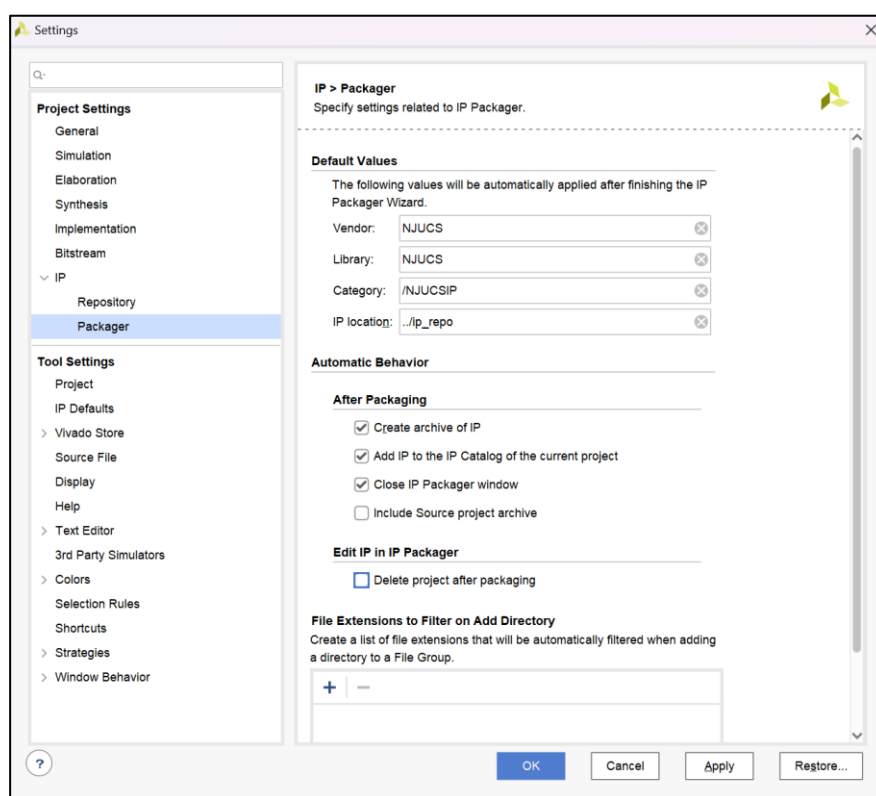 Settings
Project Settings
General
Simulation
Elaboration
Synthesis
Implementation
Bitstream
IP
Repository
Packager
Tool Settings
Project
IP Defaults
Vivado Store
Source File
Display
Help
Text Editor
3rd Party Simulators
Colors
Selection Rules
Shortcuts
Strategies
Window Behavior
IP > Packager
Specify settings related to IP Packager.
Default Values
The following values will be automatically applied after finishing the IP
Packager Wizard.
Vendor: NJUCS
Library: NJUCS
Category: /NJUCSIP
IP location: ../ip_repo
Automatic Behavior
After Packaging
Create archive of IP
Add IP to the IP Catalog of the current project
Close IP Packager window
Include Source project archive
Edit IP in IP Packager
Delete project after packaging
File Extensions to Filter on Add Directory
Create a list of file extensions that will be automatically filtered when adding
a directory to a File Group.
? OK Cancel Apply Restore...